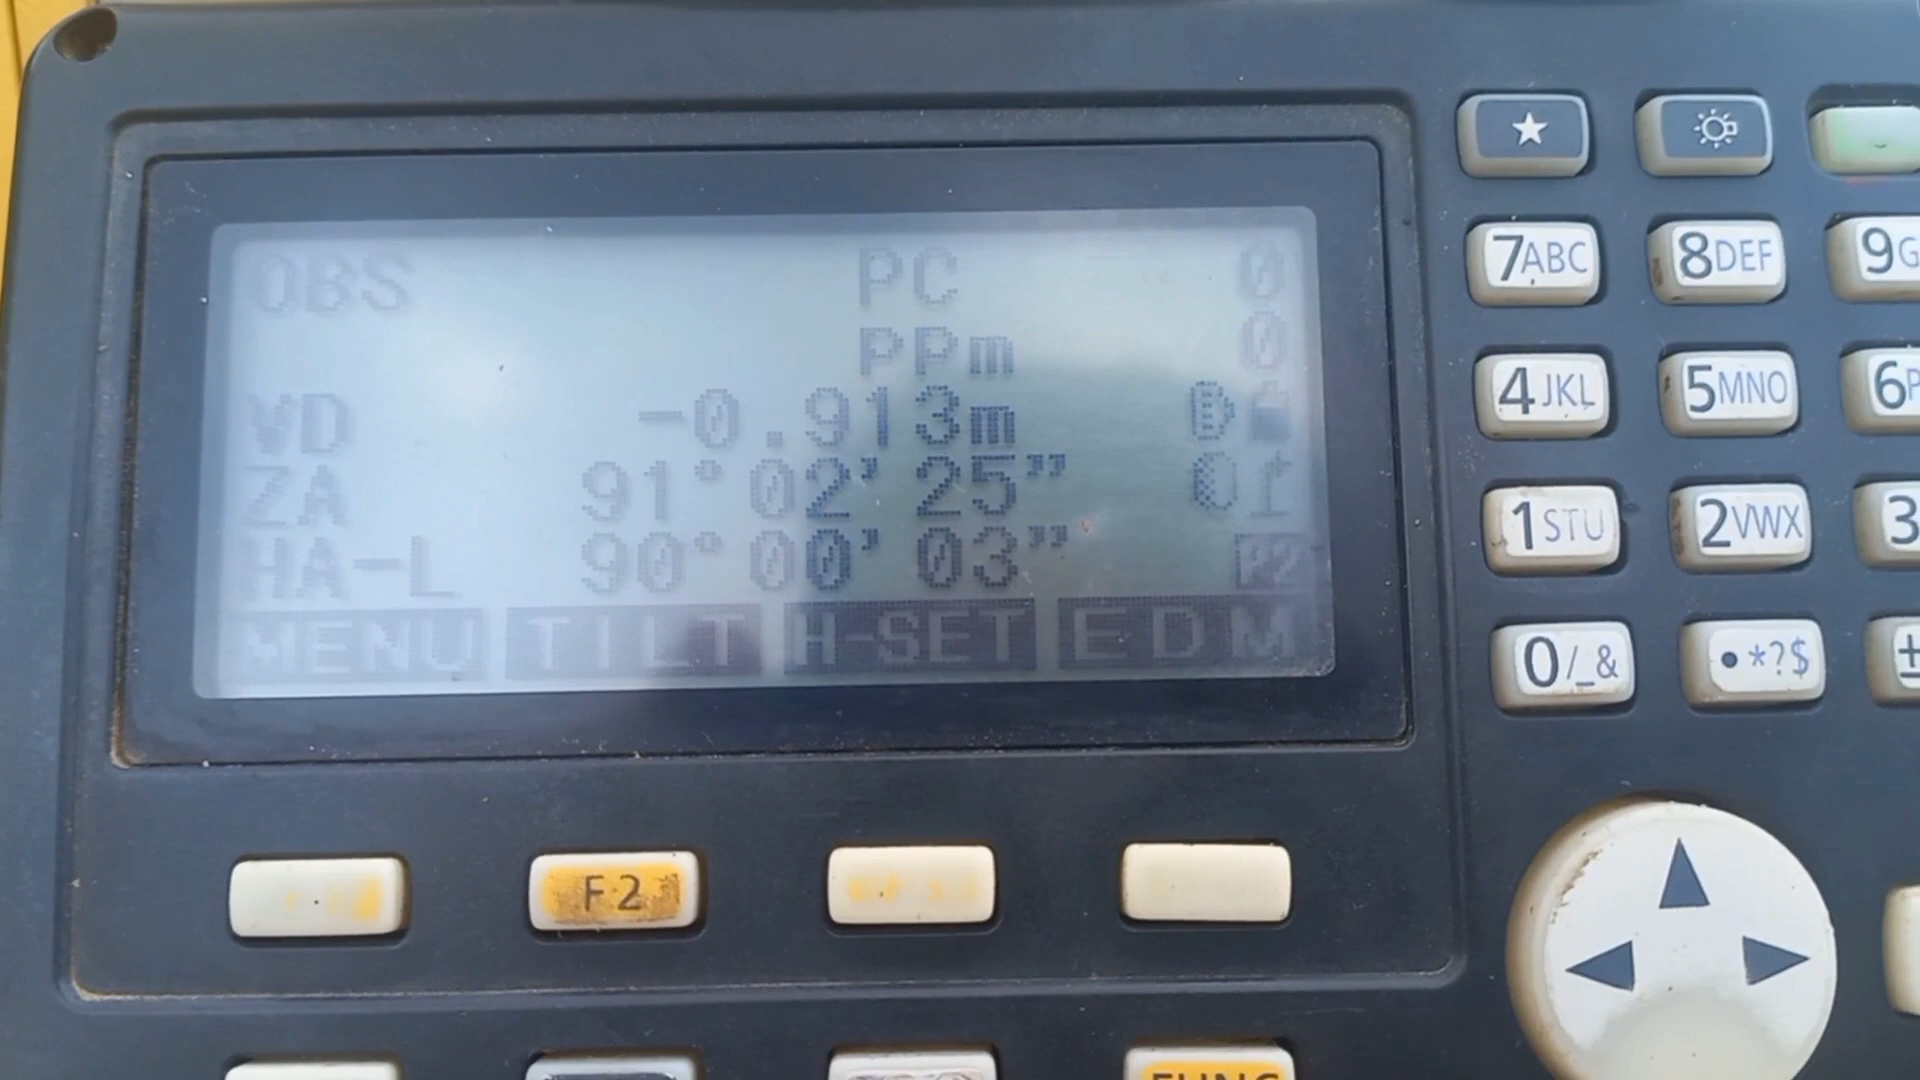 OBS PC 0
PPm 0
VD -0.913m
ZA 91°02'25"
HA-L 90°00'03" P2
MENU TILT H-SET EDM
★
7ABC 8DEF 9G
4JKL 5MNO 6P
1STU 2VWX 3
0/_& •*?$ ±
F2
FUNC